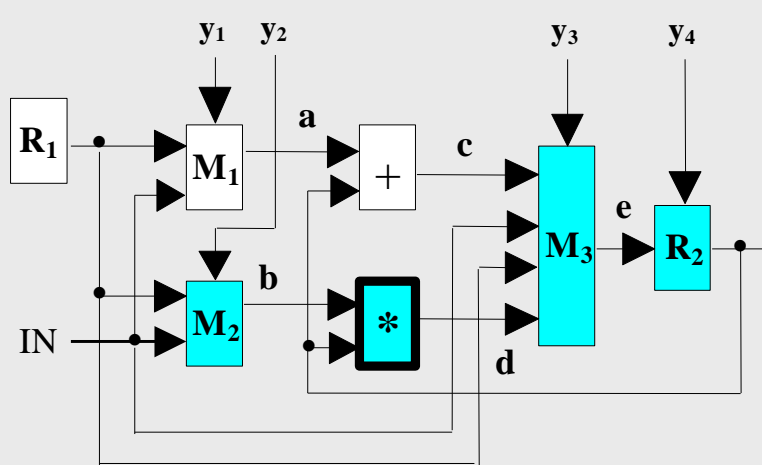 y₁ y₂ y₃ y₄
R₁
M₁
a
+
c
M₃
e
R₂
M₂
b
*
IN
d